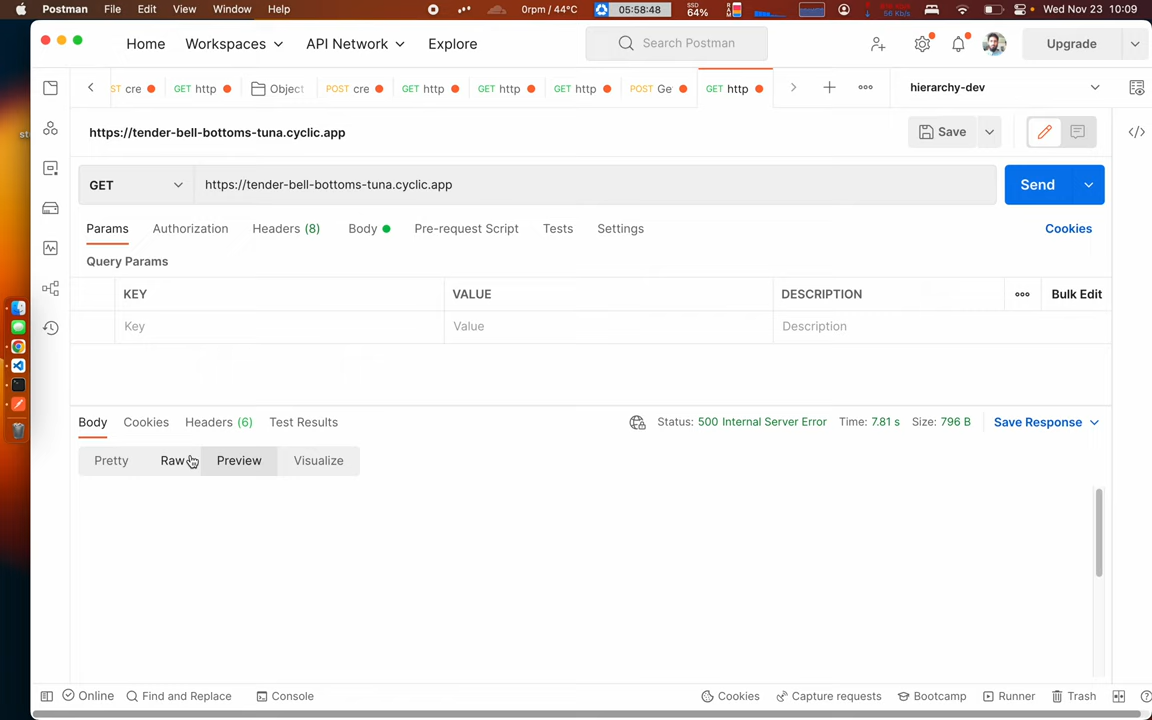 Postman File Edit View Window Help 0rpm / 44°C 05:58:48 SSD 64% 56 Kb/s Wed Nov 23 10:09
Home Workspaces API Network Explore Search Postman Upgrade
ST cre GET http Object POST cre GET http GET http GET http POST Ge GET http hierarchy-dev
https://tender-bell-bottoms-tuna.cyclic.app Save
GET https://tender-bell-bottoms-tuna.cyclic.app Send
Params Authorization Headers (8) Body Pre-request Script Tests Settings Cookies
Query Params
KEY VALUE DESCRIPTION Bulk Edit
Key Value Description
Body Cookies Headers (6) Test Results Status: 500 Internal Server Error Time: 7.81 s Size: 796 B Save Response
Pretty Raw Preview Visualize
Online Find and Replace Console Cookies Capture requests Bootcamp Runner Trash